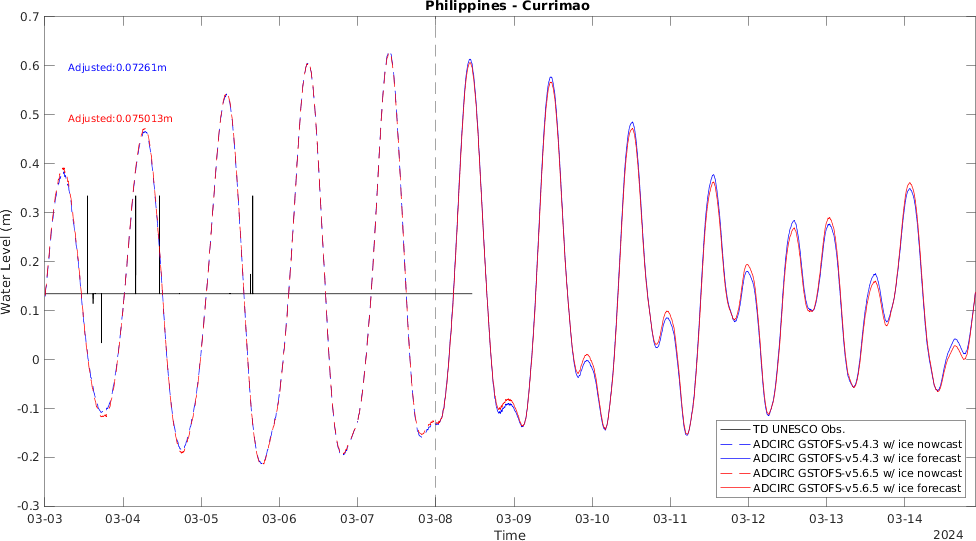 Philippines - Currimao
0.7
0.6
0.5
0.4
0.3
0.2
0.1
0
-0.1
-0.2
-0.3
Water Level (m)
Adjusted:0.07261m
Adjusted:0.075013m
TD UNESCO Obs.
ADCIRC GSTOFS-v5.4.3 w/ ice nowcast
ADCIRC GSTOFS-v5.4.3 w/ ice forecast
ADCIRC GSTOFS-v5.6.5 w/ ice nowcast
ADCIRC GSTOFS-v5.6.5 w/ ice forecast
03-03 03-04 03-05 03-06 03-07 03-08 03-09 03-10 03-11 03-12 03-13 03-14
Time
2024